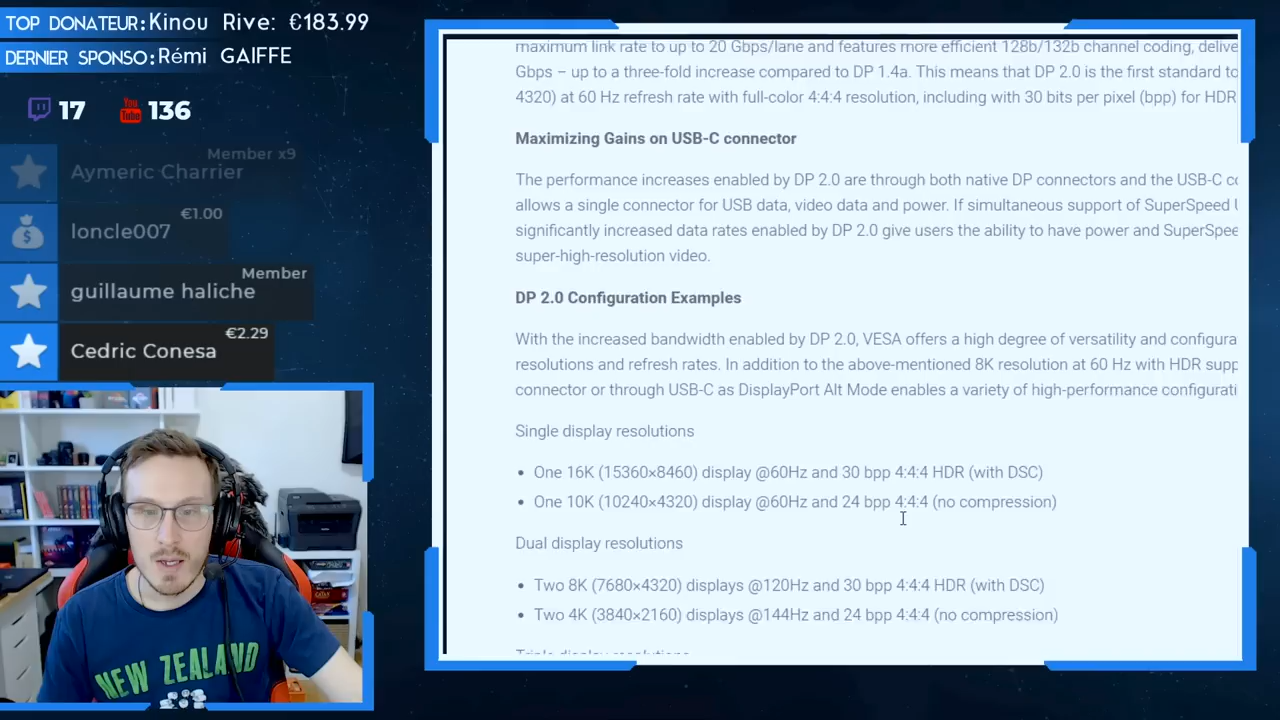 TOP DONATEUR: Kinou Rive: €183.99
DERNIER SPONSO: Rémi GAIFFE
17
You Tube 136
Member x9
Aymeric Charrier
€1.00
loncle007
Member
guillaume haliche
€2.29
Cedric Conesa
NEW ZEALAND
maximum link rate to up to 20 Gbps/lane and features more efficient 128b/132b channel coding, delive
Gbps – up to a three-fold increase compared to DP 1.4a. This means that DP 2.0 is the first standard to
4320) at 60 Hz refresh rate with full-color 4:4:4 resolution, including with 30 bits per pixel (bpp) for HDR
Maximizing Gains on USB-C connector
The performance increases enabled by DP 2.0 are through both native DP connectors and the USB-C co
allows a single connector for USB data, video data and power. If simultaneous support of SuperSpeed
significantly increased data rates enabled by DP 2.0 give users the ability to have power and SuperSpee
super-high-resolution video.
DP 2.0 Configuration Examples
With the increased bandwidth enabled by DP 2.0, VESA offers a high degree of versatility and configura
resolutions and refresh rates. In addition to the above-mentioned 8K resolution at 60 Hz with HDR supp
connector or through USB-C as DisplayPort Alt Mode enables a variety of high-performance configurati
Single display resolutions
• One 16K (15360×8460) display @60Hz and 30 bpp 4:4:4 HDR (with DSC)
• One 10K (10240×4320) display @60Hz and 24 bpp 4:4:4 (no compression)
Dual display resolutions
• Two 8K (7680×4320) displays @120Hz and 30 bpp 4:4:4 HDR (with DSC)
• Two 4K (3840×2160) displays @144Hz and 24 bpp 4:4:4 (no compression)
Triple display resolutions